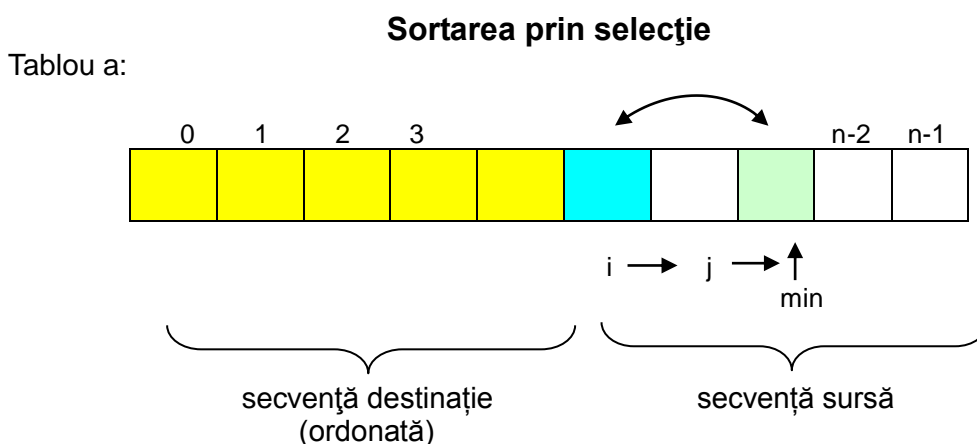 Sortarea prin selecţie
Tablou a:
0 1 2 3 n-2 n-1
i j
min
secvenţă destinație secvență sursă
(ordonată)